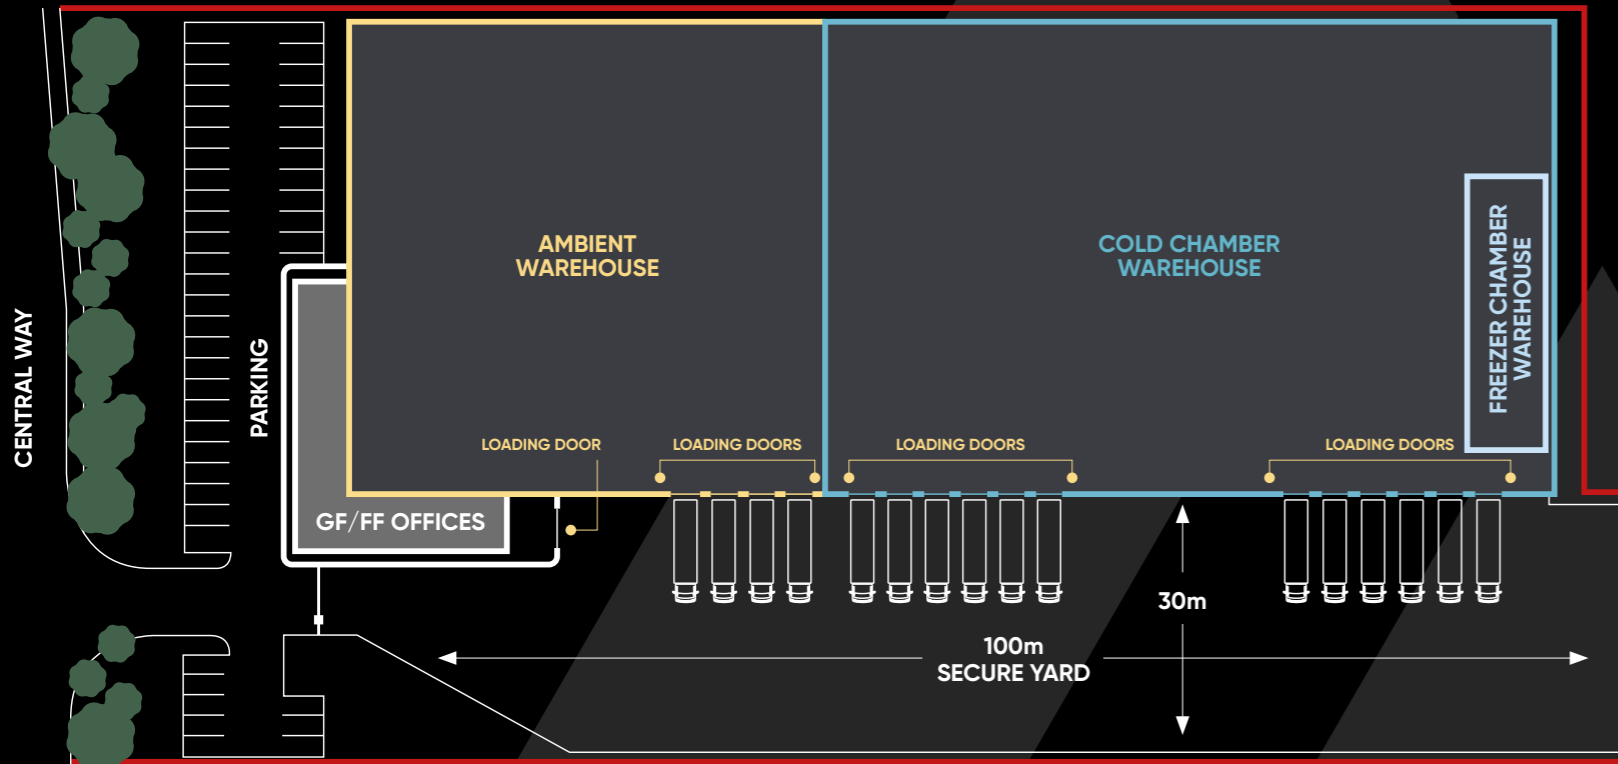 AMBIENT
WAREHOUSE
COLD CHAMBER
WAREHOUSE
FREEZER CHAMBER
WAREHOUSE
CENTRAL WAY
PARKING
LOADING DOOR
LOADING DOORS
LOADING DOORS
LOADING DOORS
GF/FF OFFICES
30m
100m
SECURE YARD